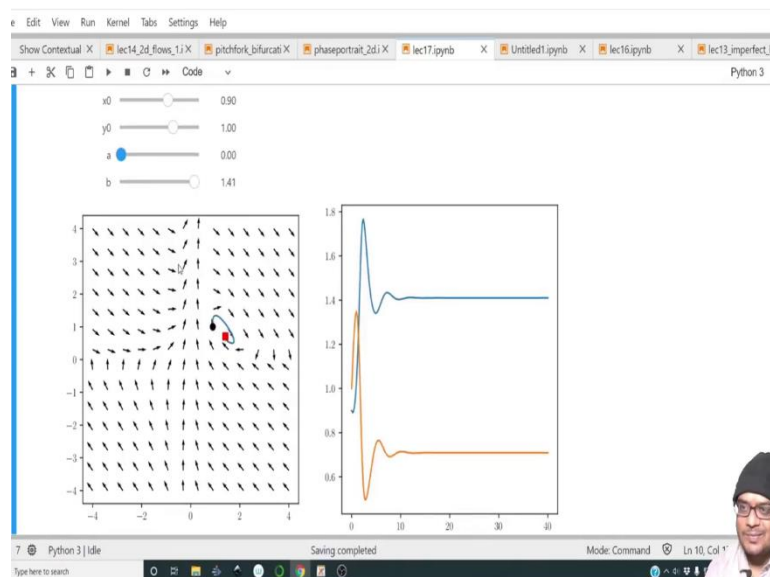 e Edit View Run Kernel Tabs Settings Help
Show Contextual X lec14_2d_flows_1.i X pitchfork_bifurcati X phaseportrait_2d.i X lec17.ipynb X Untitled1.ipynb X lec16.ipynb X lec13_imperfect_
Code Python 3
x0 0.90
y0 1.00
a 0.00
b 1.41
4
3
2
1
0
−1
−2
−3
−4
−4 −2 0 2 4
1.8
1.6
1.4
1.2
1.0
0.8
0.6
0 10 20 30 40
7 Python 3 | Idle Saving completed Mode: Command Ln 10, Col 1
Type here to search